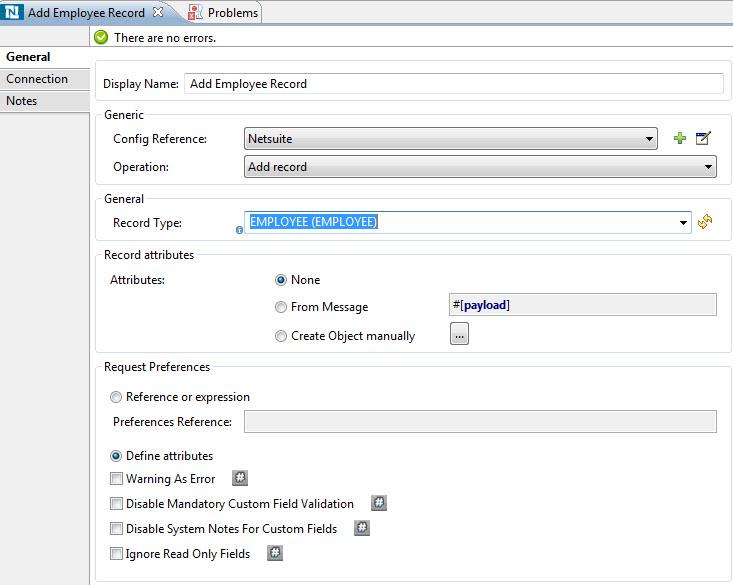 N Add Employee Record Problems
There are no errors.
General
Connection
Notes
Display Name: Add Employee Record
Generic
Config Reference: Netsuite
Operation: Add record
General
Record Type: EMPLOYEE (EMPLOYEE)
Record attributes
Attributes: None
From Message #[payload]
Create Object manually ...
Request Preferences
Reference or expression
Preferences Reference:
Define attributes
Warning As Error #
Disable Mandatory Custom Field Validation #
Disable System Notes For Custom Fields #
Ignore Read Only Fields #